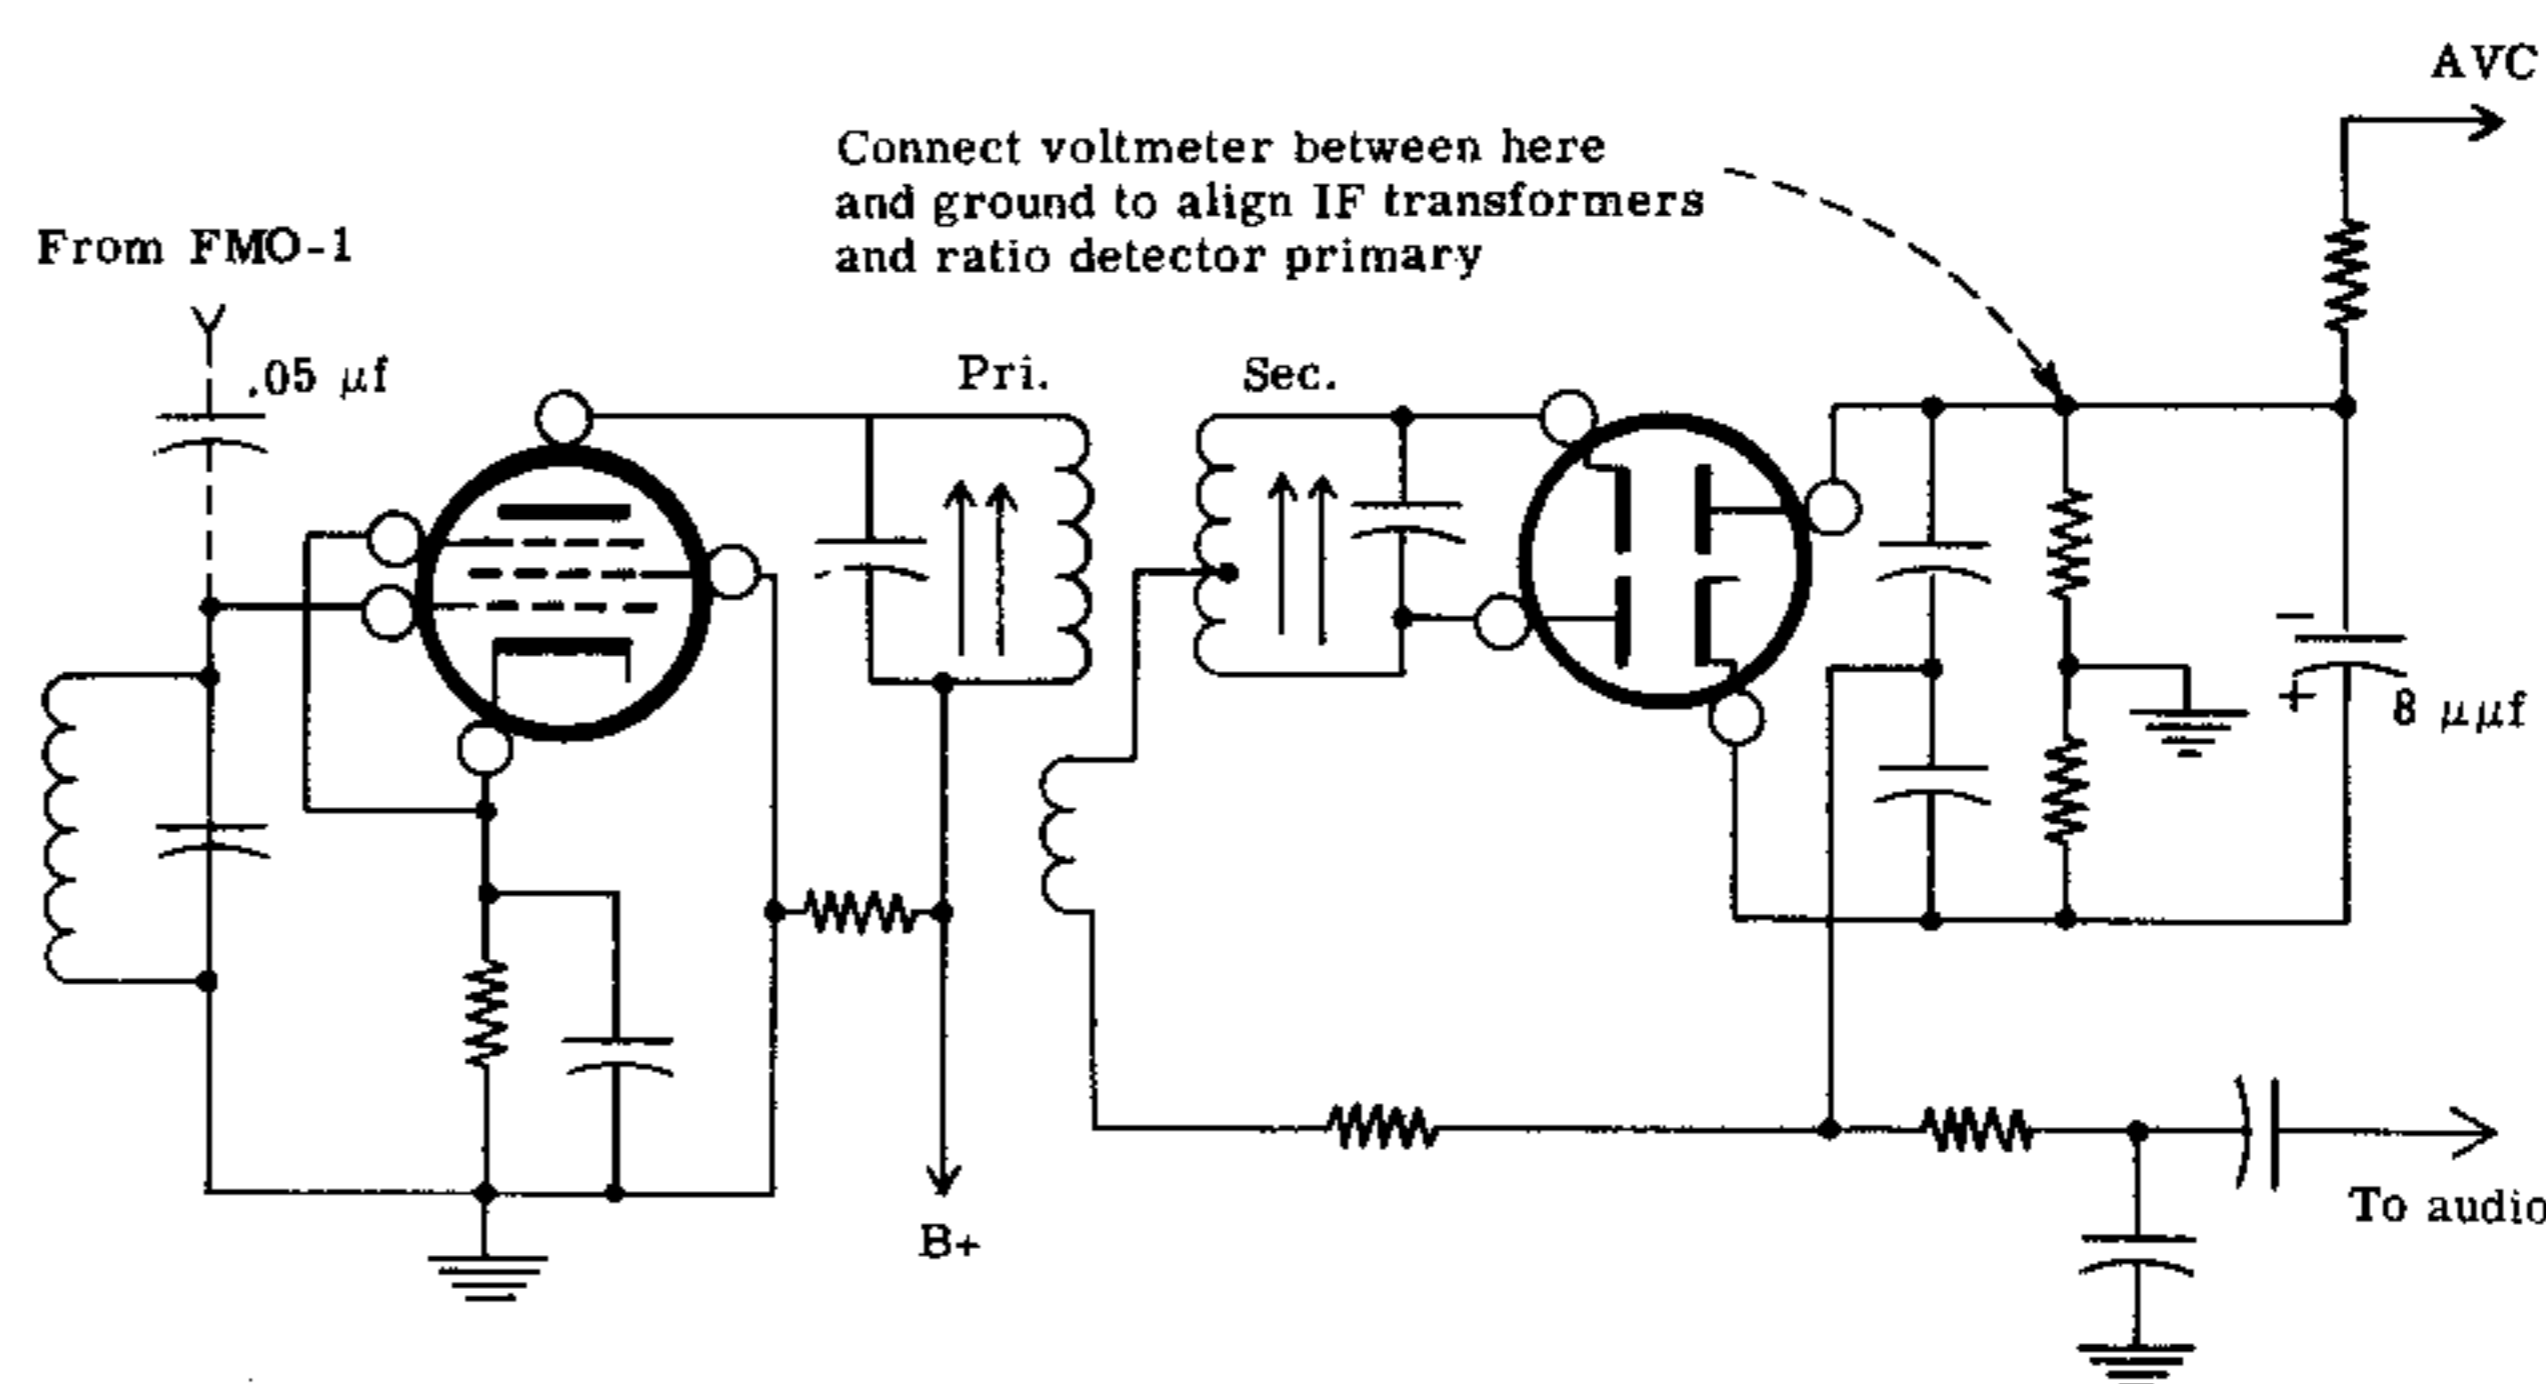 AVC
Connect voltmeter between here
and ground to align IF transformers
and ratio detector primary
From FMO-1
.05 μf
Pri.
Sec.
−
+
8 μμf
B+
To audio